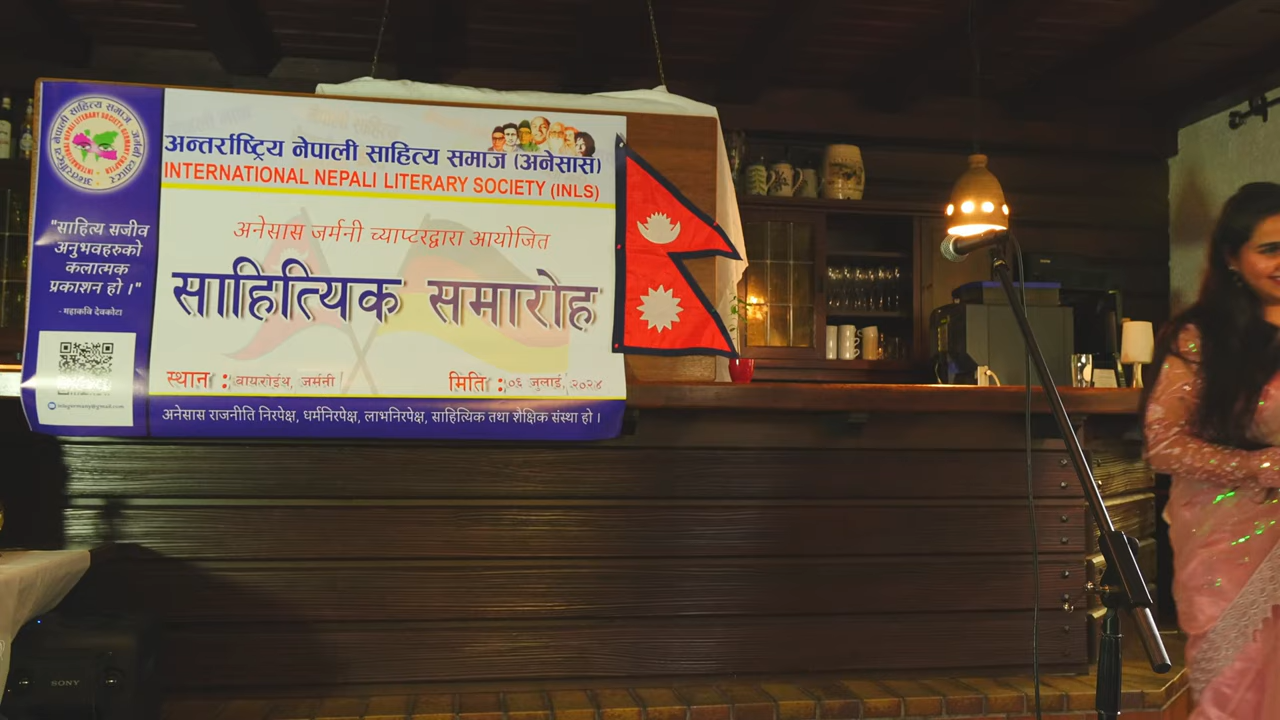 अन्तर्राष्ट्रिय नेपाली साहित्य समाज (अनेसास)
INTERNATIONAL NEPALI LITERARY SOCIETY (INLS)
अनेसास जर्मनी च्याप्टरद्वारा आयोजित
साहित्यिक समारोह
स्थान : बायरोईथ, जर्मनी
मिति : ०६ जुलाई, २०२४
अनेसास राजनीति निरपेक्ष, धर्मनिरपेक्ष, लाभनिरपेक्ष, साहित्यिक तथा शैक्षिक संस्था हो ।
"साहित्य सजीव
अनुभवहरुको
कलात्मक
प्रकाशन हो ।"
- महाकवि देवकोटा
SONY